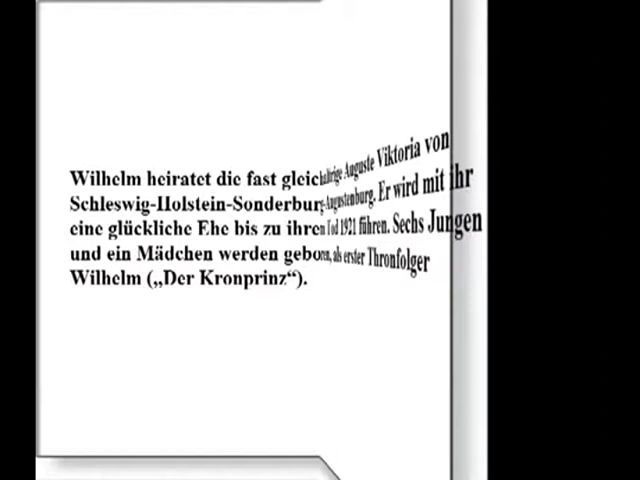 Wilhelm heiratet die fast gleichaltrige Auguste Viktoria von
Schleswig-Holstein-Sonderburg-Augustenburg. Er wird mit ihr
eine glückliche Ehe bis zu ihren Tod 1921 führen. Sechs Jungen
und ein Mädchen werden geboren, als erster Thronfolger
Wilhelm („Der Kronprinz“).